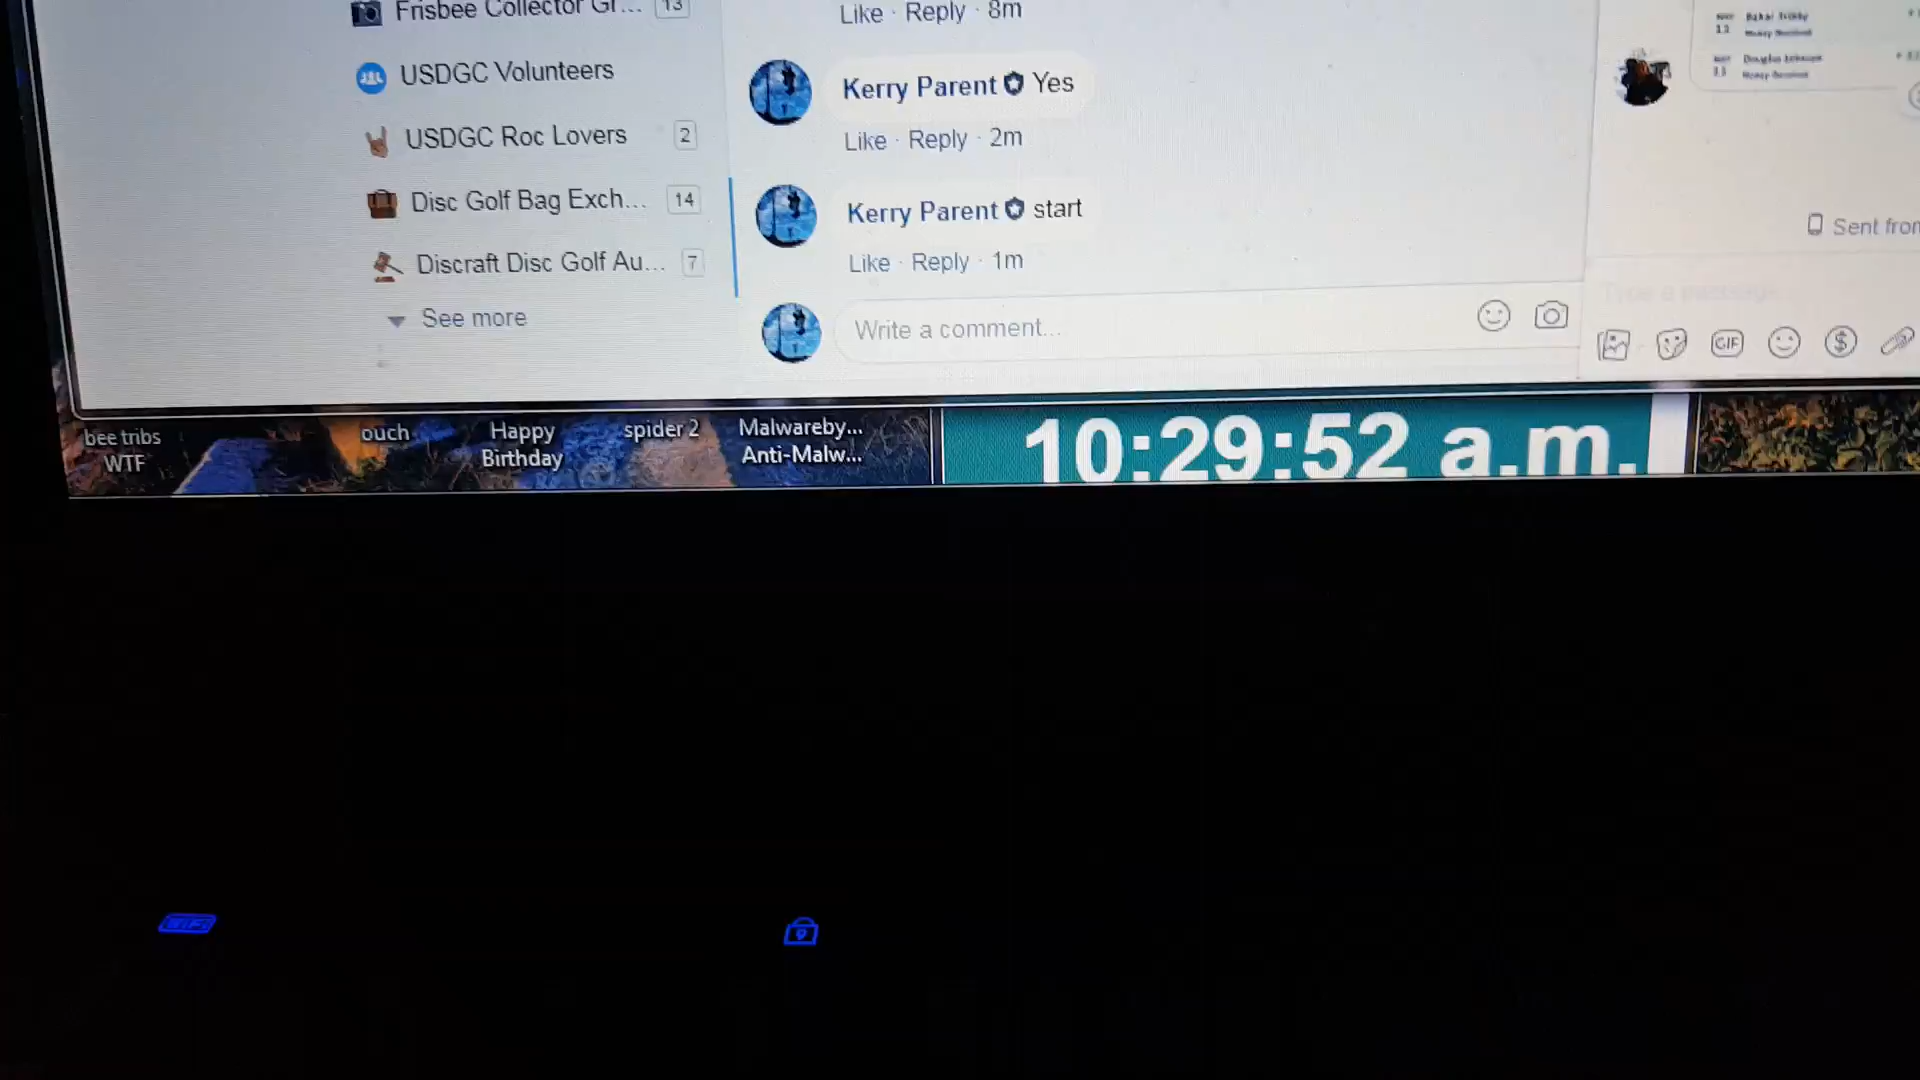 Frisbee Collector Gr... 13
USDGC Volunteers
USDGC Roc Lovers 2
Disc Golf Bag Exch... 14
Discraft Disc Golf Au... 7
See more
Like · Reply · 8m
Kerry Parent Yes
Like · Reply · 2m
Kerry Parent start
Like · Reply · 1m
Write a comment...
Sent from
GIF
bee tribs
WTF
ouch
Happy
Birthday
spider 2
Malwareby...
Anti-Malw...
10:29:52 a.m.